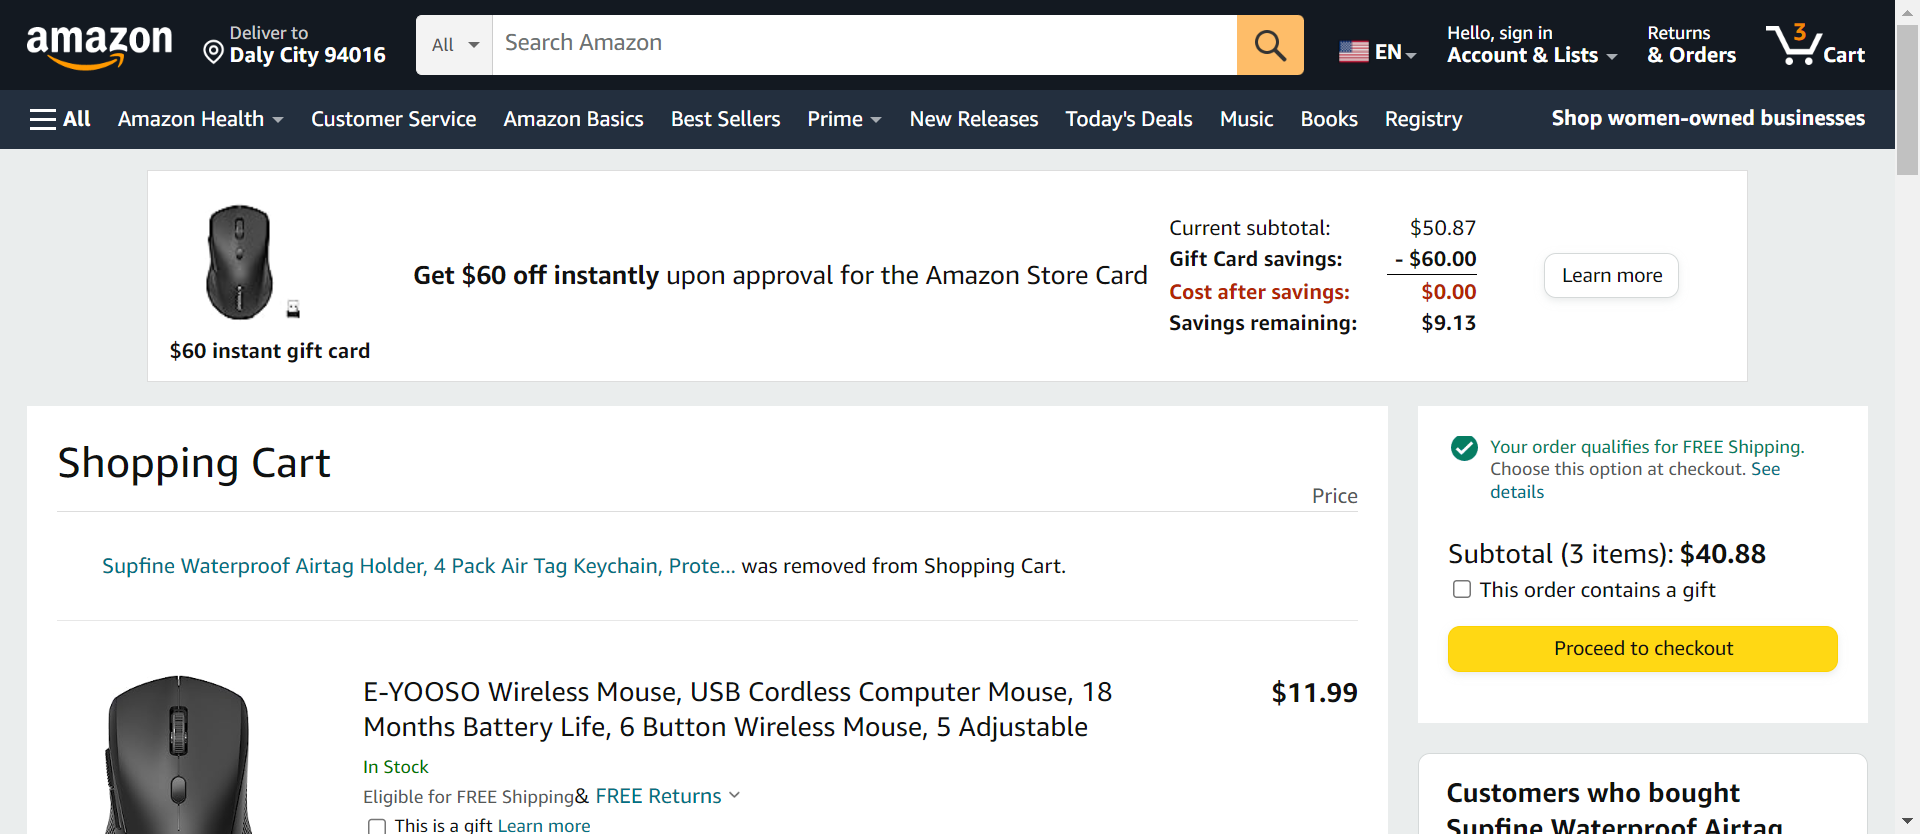 amazon
Deliver to
Daly City 94016
All
Search Amazon
EN
Hello, sign in
Account & Lists
Returns
& Orders
3
Cart
All
Amazon Health
Customer Service
Amazon Basics
Best Sellers
Prime
New Releases
Today's Deals
Music
Books
Registry
Shop women-owned businesses
$60 instant gift card
Get $60 off instantly upon approval for the Amazon Store Card
Current subtotal: $50.87
Gift Card savings: - $60.00
Cost after savings: $0.00
Savings remaining: $9.13
Learn more
Shopping Cart
Price
Supfine Waterproof Airtag Holder, 4 Pack Air Tag Keychain, Prote... was removed from Shopping Cart.
E-YOOSO Wireless Mouse, USB Cordless Computer Mouse, 18
Months Battery Life, 6 Button Wireless Mouse, 5 Adjustable
$11.99
In Stock
Eligible for FREE Shipping& FREE Returns
This is a gift Learn more
Your order qualifies for FREE Shipping.
Choose this option at checkout. See
details
Subtotal (3 items): $40.88
This order contains a gift
Proceed to checkout
Customers who bought
Supfine Waterproof Airtag